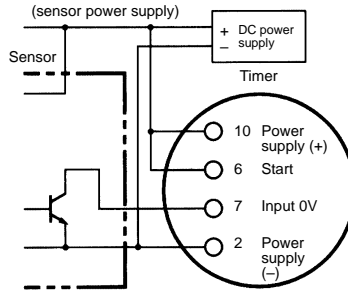 (sensor power supply)
+ DC power
– supply
Sensor
Timer
10 Power
supply (+)
6 Start
7 Input 0V
2 Power
supply
(–)